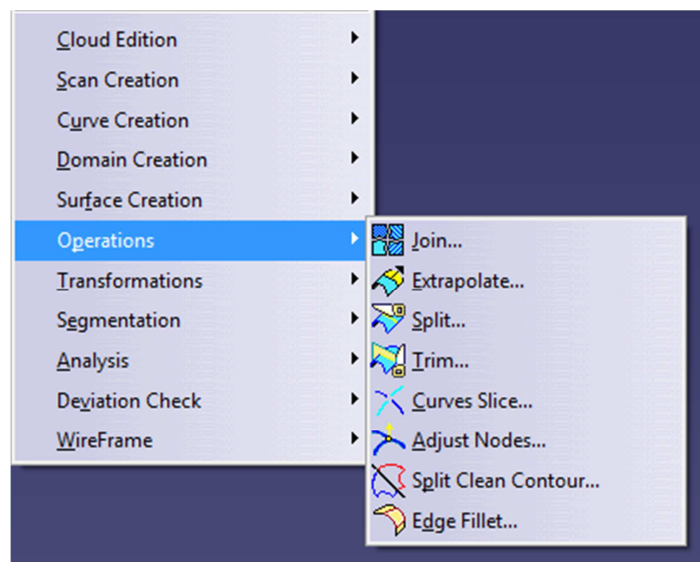 Cloud Edition
Scan Creation
Curve Creation
Domain Creation
Surface Creation
Operations
Transformations
Segmentation
Analysis
Deviation Check
WireFrame
Join...
Extrapolate...
Split...
Trim...
Curves Slice...
Adjust Nodes...
Split Clean Contour...
Edge Fillet...